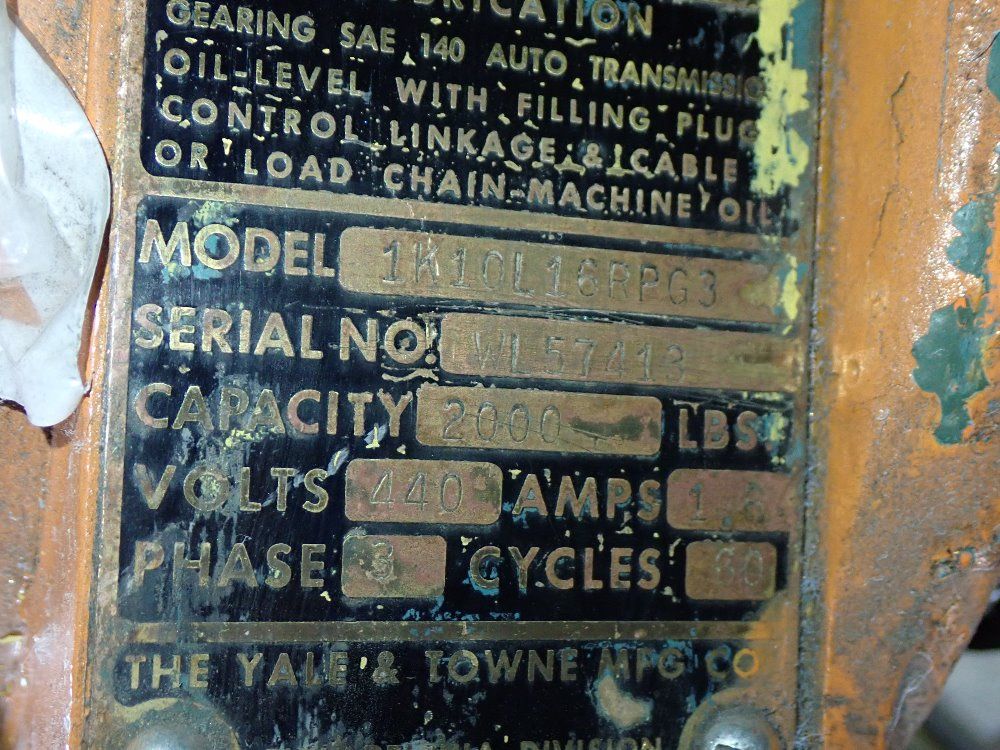 LUBRICATION
GEARING SAE 140 AUTO TRANSMISSIO
OIL-LEVEL WITH FILLING PLUG
CONTROL LINKAGE & CABLE
OR LOAD CHAIN-MACHINE OIL
MODEL 1K10L16RPG3
SERIAL NO. WL57413
CAPACITY 2000 LBS
VOLTS 440 AMPS
PHASE 3 CYCLES 60
THE YALE & TOWNE MFG CO
DIVISION